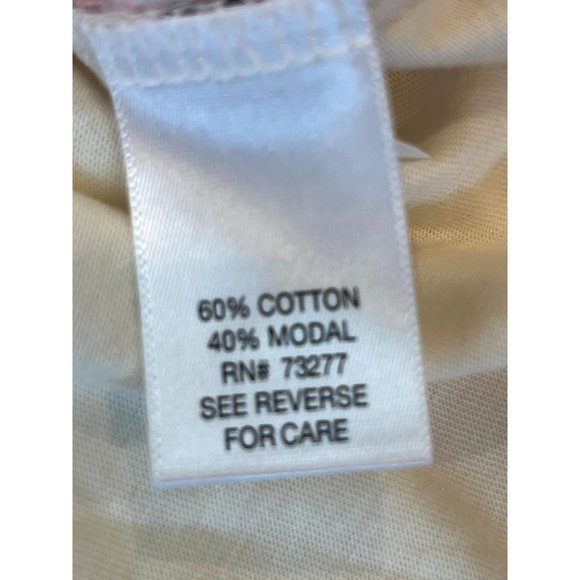 60% COTTON
40% MODAL
RN# 73277
SEE REVERSE
FOR CARE